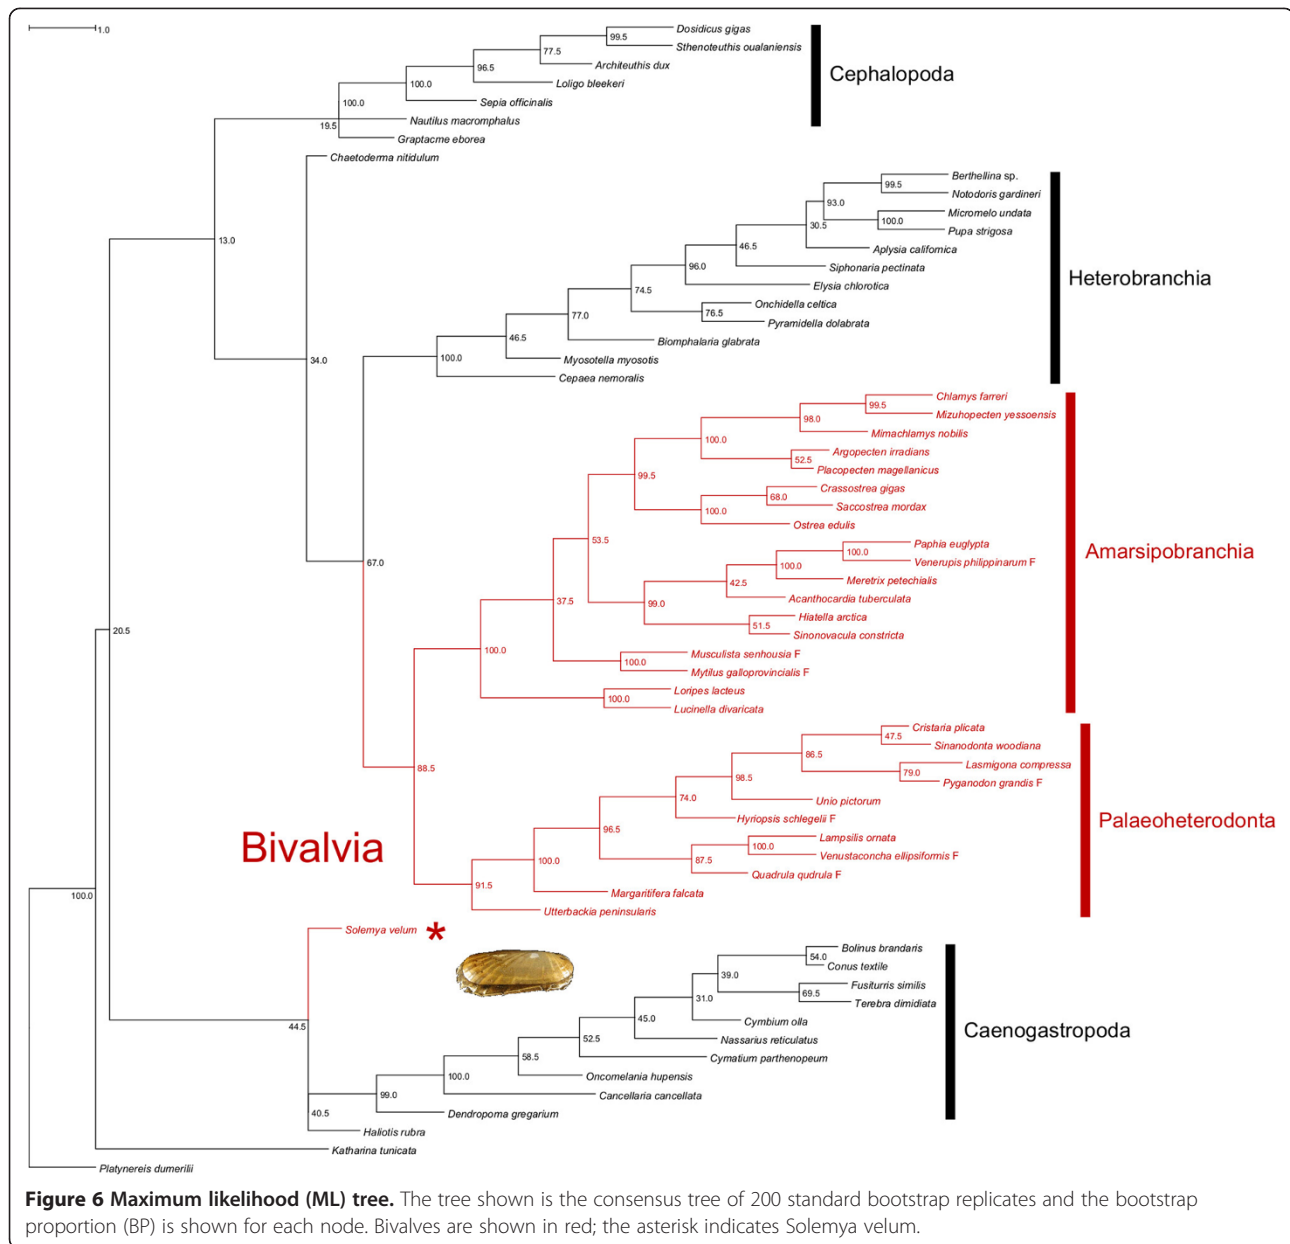 1.0
Dosidicus gigas
99.5
Sthenoteuthis oualaniensis
77.5
Architeuthis dux
96.5
Loligo bleekeri
100.0
Sepia officinalis
100.0
Nautilus macromphalus
19.5
Graptacme eborea
Cephalopoda
Chaetoderma nitidulum
13.0
34.0
Berthellina sp.
99.5
Notodoris gardineri
93.0
Micromelo undata
100.0
Pupa strigosa
30.5
Aplysia californica
46.5
Siphonaria pectinata
96.0
Elysia chlorotica
74.5
Onchidella celtica
76.5
Pyramidella dolabrata
77.0
Biomphalaria glabrata
46.5
Myosotella myosotis
100.0
Cepaea nemoralis
Heterobranchia
67.0
Chlamys farreri
99.5
Mizuhopecten yessoensis
98.0
Mimachlamys nobilis
100.0
Argopecten irradians
52.5
Placopecten magellanicus
99.5
Crassostrea gigas
68.0
Saccostrea mordax
100.0
Ostrea edulis
53.5
Paphia euglypta
100.0
Venerupis philippinarum F
100.0
Meretrix petechialis
42.5
Acanthocardia tuberculata
99.0
Hiatella arctica
51.5
Sinonovacula constricta
37.5
Musculista senhousia F
100.0
Mytilus galloprovincialis F
100.0
Loripes lacteus
100.0
Lucinella divaricata
Amarsipobranchia
88.5
Cristaria plicata
47.5
Sinanodonta woodiana
86.5
Lasmigona compressa
79.0
Pyganodon grandis F
98.5
Unio pictorum
74.0
Hyriopsis schlegelii F
96.5
Lampsilis ornata
100.0
Venustaconcha ellipsiformis F
87.5
Quadrula qudrula F
100.0
Margaritifera falcata
91.5
Utterbackia peninsularis
Palaeoheterodonta
Bivalvia
20.5
100.0
Solemya velum *
44.5
Bolinus brandaris
54.0
Conus textile
39.0
Fusiturris similis
69.5
Terebra dimidiata
31.0
Cymbium olla
45.0
Nassarius reticulatus
52.5
Cymatium parthenopeum
58.5
Oncomelania hupensis
100.0
Cancellaria cancellata
99.0
Dendropoma gregarium
40.5
Haliotis rubra
Caenogastropoda
Katharina tunicata
Platynereis dumerilii
Figure 6 Maximum likelihood (ML) tree. The tree shown is the consensus tree of 200 standard bootstrap replicates and the bootstrap
proportion (BP) is shown for each node. Bivalves are shown in red; the asterisk indicates Solemya velum.